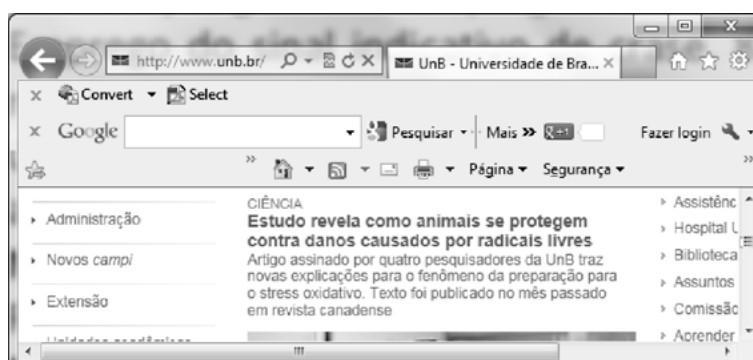 http://www.unb.br/
UnB - Universidade de Bra...
Convert Select
Google Pesquisar Mais >> g +1 Fazer login
>> Página Segurança >>
Administração
Novos campi
Extensão
CIÊNCIA
Estudo revela como animais se protegem
contra danos causados por radicais livres
Artigo assinado por quatro pesquisadores da UnB traz
novas explicações para o fenômeno da preparação para
o stress oxidativo. Texto foi publicado no mês passado
em revista canadense
Assistênc
Hospital U
Biblioteca
Assuntos
Comissão
Aprender